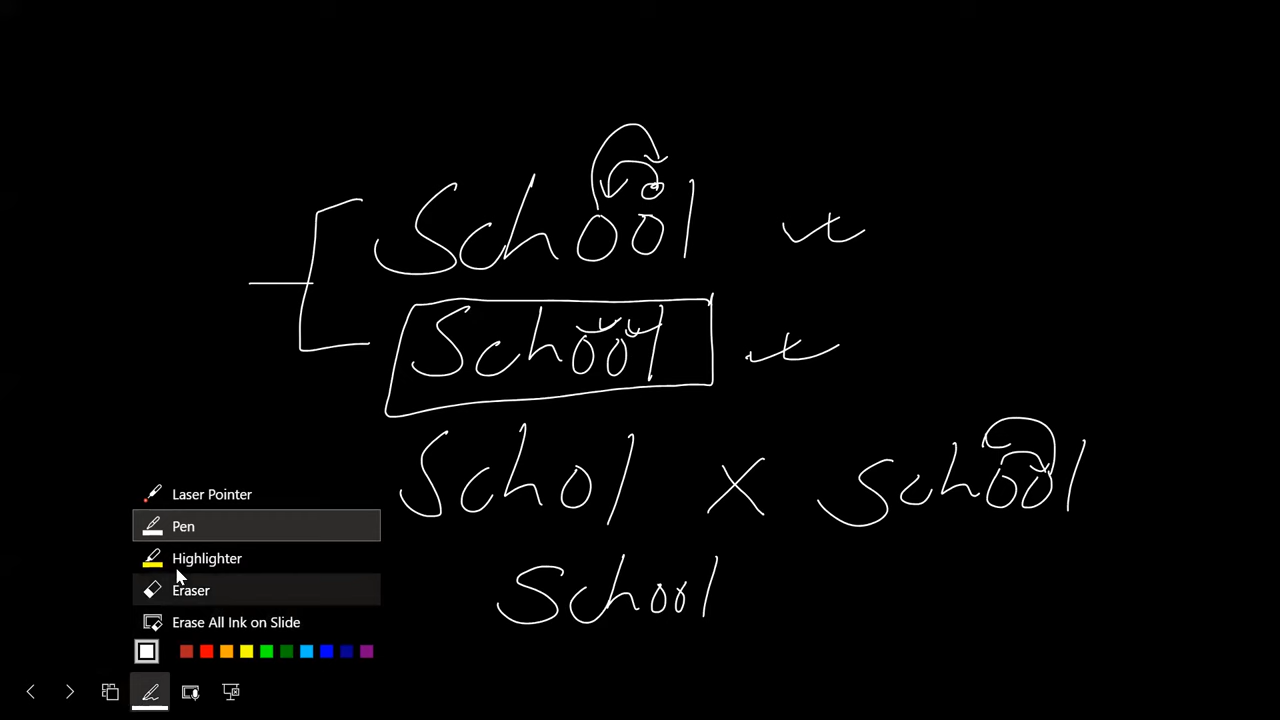 School
School
Schol X School
School
Laser Pointer
Pen
Highlighter
Eraser
Erase All Ink on Slide